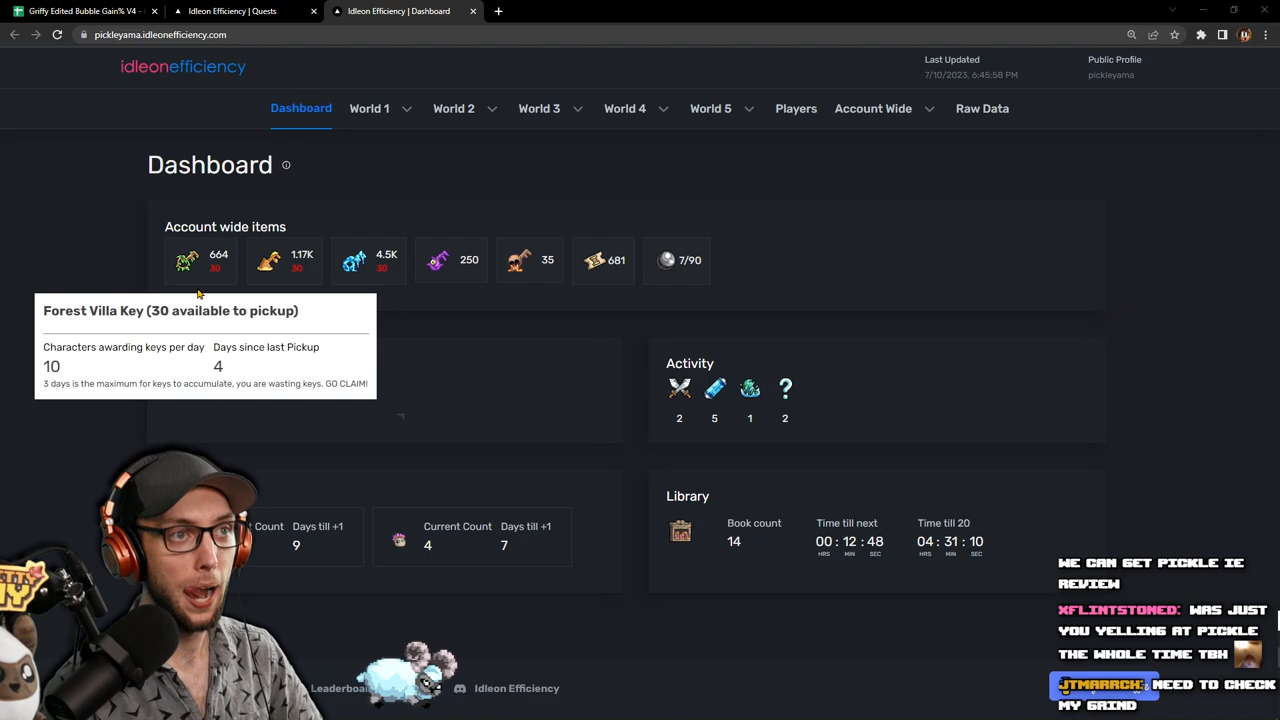 Griffy Edited Bubble Gain% V4 -
Idleon Efficiency | Quests
Idleon Efficiency | Dashboard
pickleyama.idleonefficiency.com
idleonefficiency
Last Updated
7/10/2023, 6:45:58 PM
Public Profile
pickleyama
Dashboard
World 1
World 2
World 3
World 4
World 5
Players
Account Wide
Raw Data
Dashboard
Account wide items
664
30
1.17K
30
4.5K
30
250
35
681
7/90
Forest Villa Key (30 available to pickup)
Characters awarding keys per day
Days since last Pickup
10
4
3 days is the maximum for keys to accumulate, you are wasting keys. GO CLAIM!
Activity
2
5
1
2
Count
Days till +1
9
Current Count
Days till +1
4
7
Library
Book count
14
Time till next
00 : 12 : 48
HRS MIN SEC
Time till 20
04 : 31 : 10
HRS MIN SEC
Idleon Efficiency
WE CAN GET PICKLE IE
REVIEW
XFLINTSTONED: WAS JUST
YOU YELLING AT PICKLE
THE WHOLE TIME TBH
JTMARRCH: NEED TO CHECK
MY GRIND